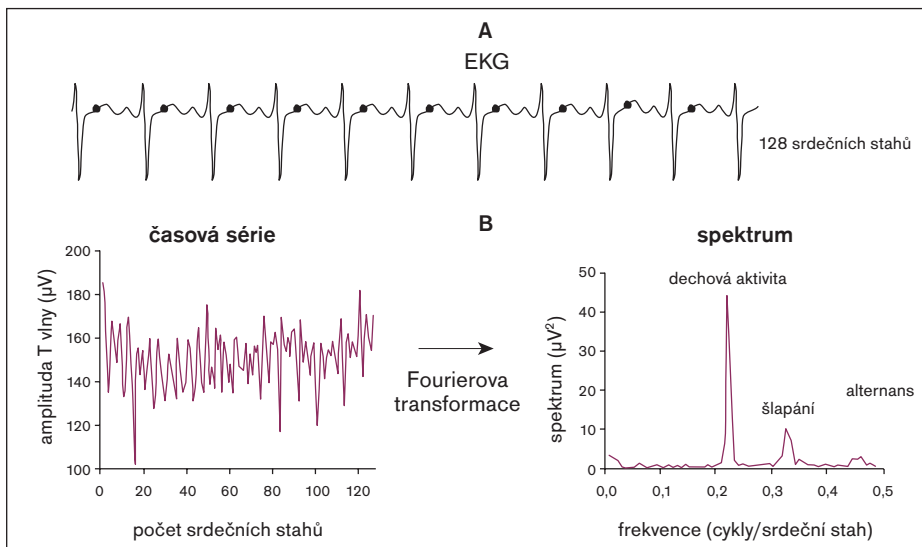 A
EKG
128 srdečních stahů
B
časová série
amplituda T vlny (µV)
200
180
160
140
120
100
0 20 40 60 80 100 120
počet srdečních stahů
Fourierova
transformace
spektrum
spektrum (µV²)
50
40
30
20
10
0
dechová aktivita
šlapání
alternans
0,0 0,1 0,2 0,3 0,4 0,5
frekvence (cykly/srdeční stah)